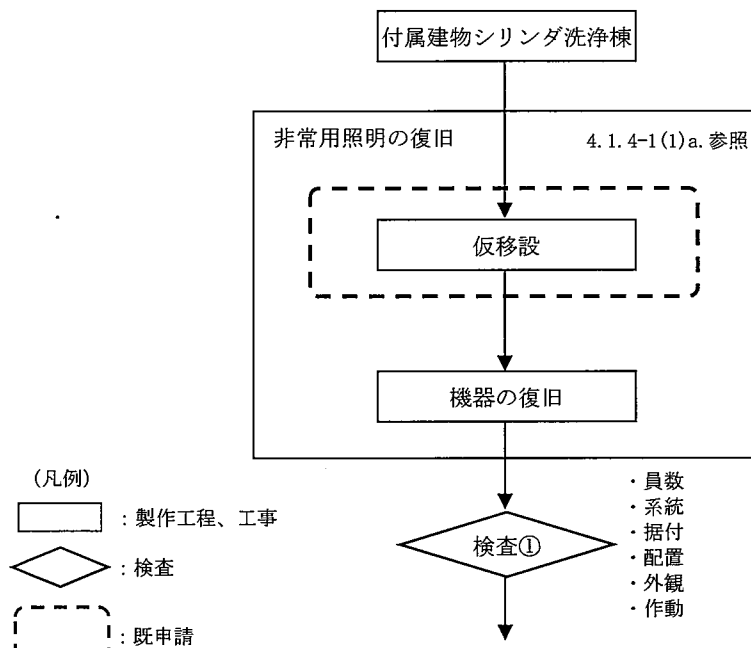 付属建物シリンダ洗浄棟
非常用照明の復旧
4.1.4-1(1)a.参照
仮移設
機器の復旧
検査①
・員数
・系統
・据付
・配置
・外観
・作動
(凡例)
：製作工程、工事
：検査
：既申請